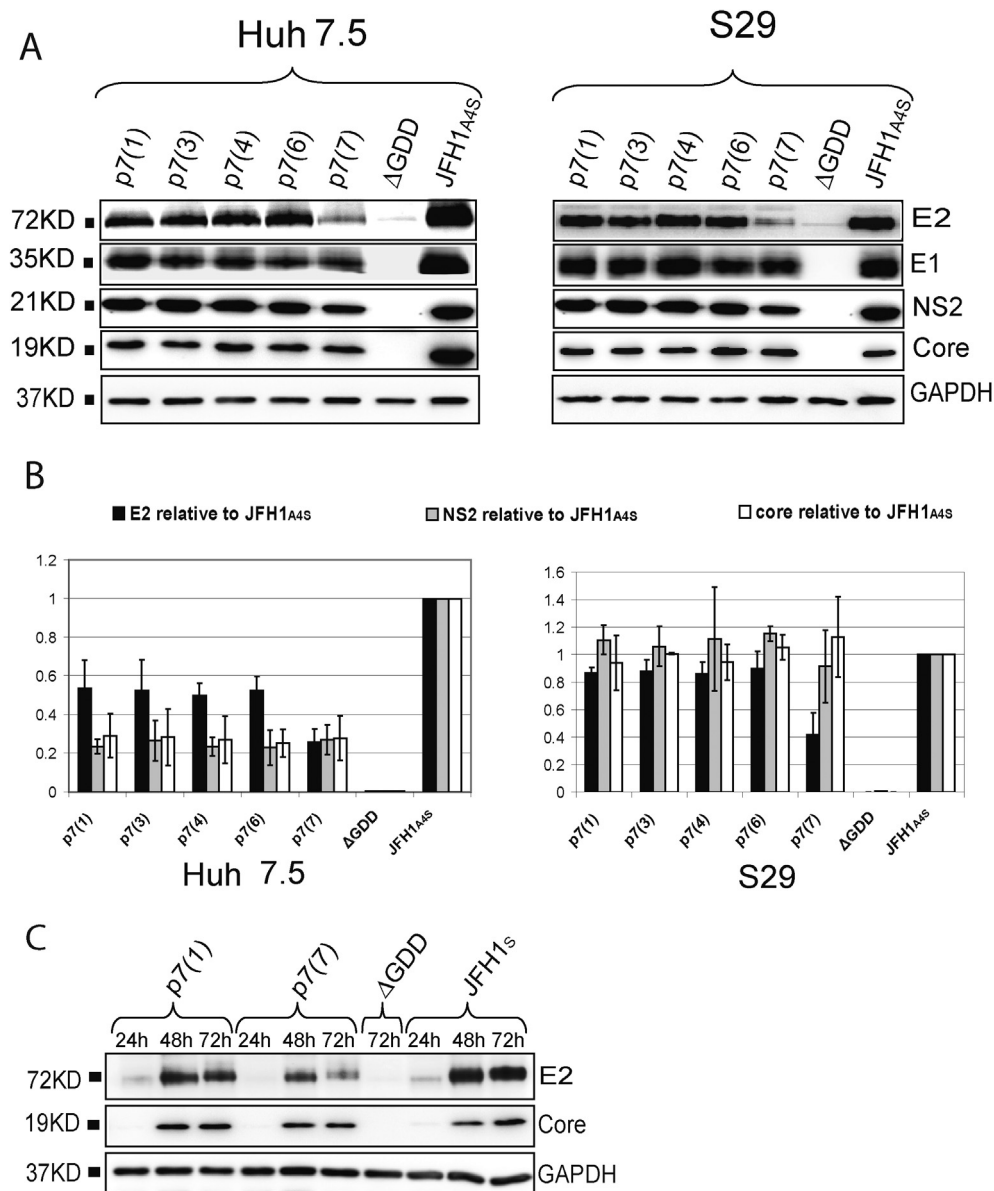 A
Huh 7.5
S29
p7(1) p7(3) p7(4) p7(6) p7(7) ΔGDD JFH1A4S
p7(1) p7(3) p7(4) p7(6) p7(7) ΔGDD JFH1A4S
72KD E2
35KD E1
21KD NS2
19KD Core
37KD GAPDH
B
E2 relative to JFH1A4S NS2 relative to JFH1A4S core relative to JFH1A4S
1.2
1
0.8
0.6
0.4
0.2
0
p7(1) p7(3) p7(4) p7(6) p7(7) ΔGDD JFH1A4S
Huh 7.5
1.6
1.4
1.2
1
0.8
0.6
0.4
0.2
0
p7(1) p7(3) p7(4) p7(6) p7(7) ΔGDD JFH1A4S
S29
C
p7(1) p7(7) ΔGDD JFH1S
24h 48h 72h 24h 48h 72h 72h 24h 48h 72h
72KD E2
19KD Core
37KD GAPDH